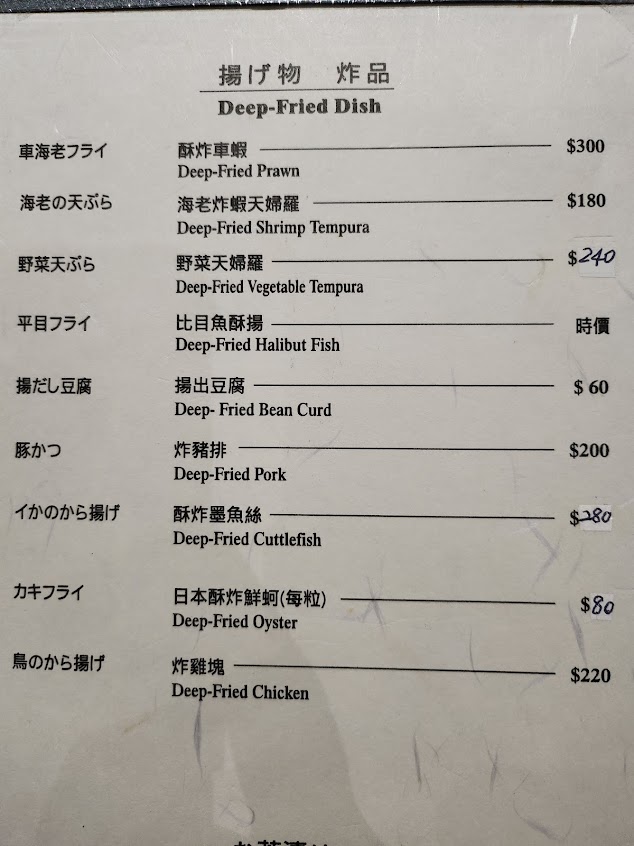 揚げ物 炸品
Deep-Fried Dish
車海老フライ 酥炸車蝦 $300
Deep-Fried Prawn
海老の天ぷら 海老炸蝦天婦羅 $180
Deep-Fried Shrimp Tempura
野菜天ぷら 野菜天婦羅 $240
Deep-Fried Vegetable Tempura
平目フライ 比目魚酥揚 時價
Deep-Fried Halibut Fish
揚だし豆腐 揚出豆腐 $ 60
Deep- Fried Bean Curd
豚かつ 炸豬排 $200
Deep-Fried Pork
イかのから揚げ 酥炸墨魚絲 $280
Deep-Fried Cuttlefish
カキフライ 日本酥炸鮮蚵(每粒) $80
Deep-Fried Oyster
鳥のから揚げ 炸雞塊 $220
Deep-Fried Chicken